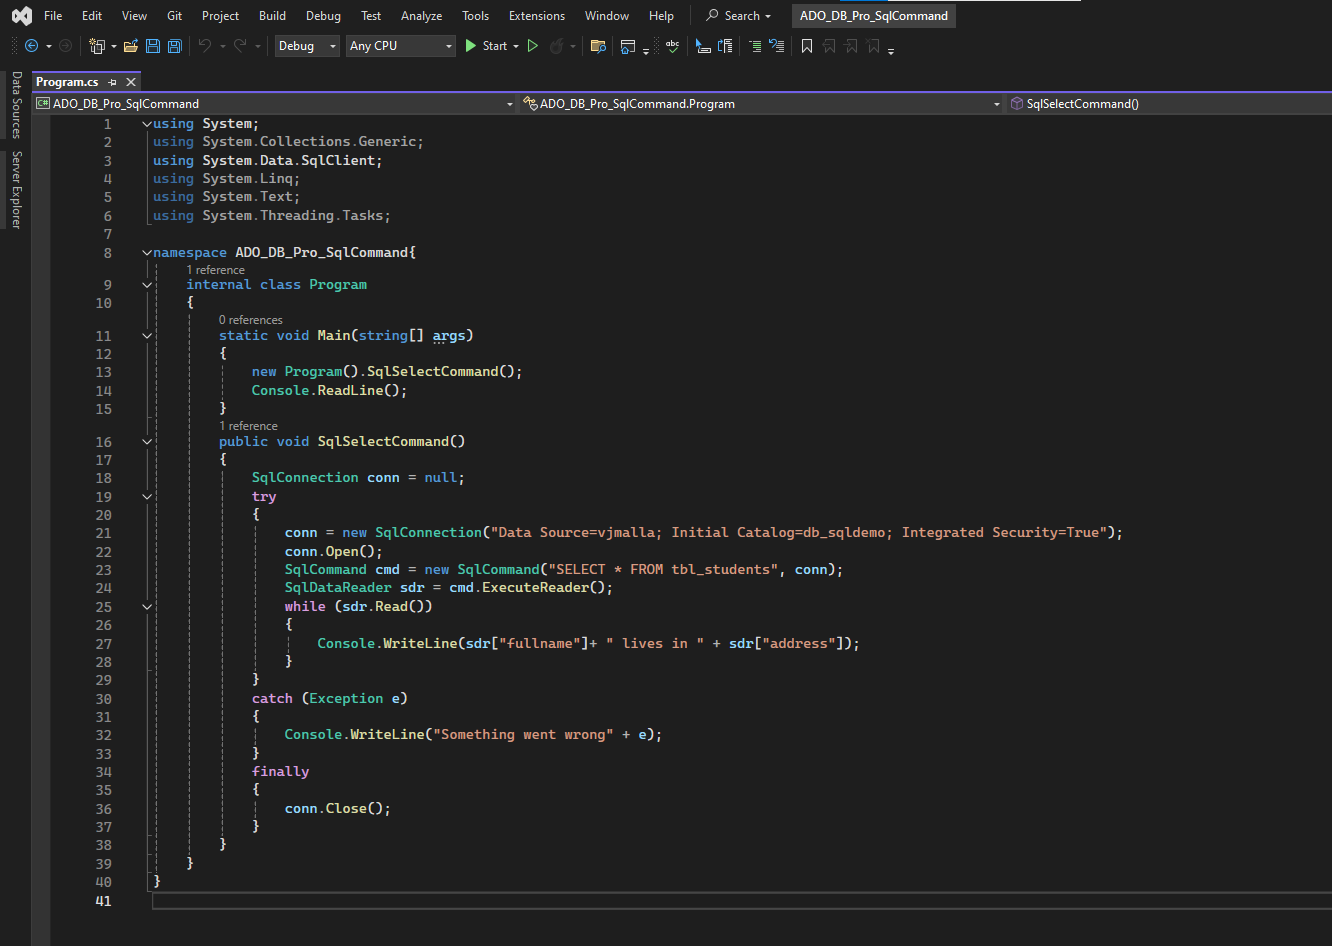 File Edit View Git Project Build Debug Test Analyze Tools Extensions Window Help Search ADO_DB_Pro_SqlCommand
Debug Any CPU Start abc
Data Sources
Server Explorer
Program.cs
C# ADO_DB_Pro_SqlCommand ADO_DB_Pro_SqlCommand.Program SqlSelectCommand()
1 using System;
2 using System.Collections.Generic;
3 using System.Data.SqlClient;
4 using System.Linq;
5 using System.Text;
6 using System.Threading.Tasks;
7
8 namespace ADO_DB_Pro_SqlCommand{
1 reference
9 internal class Program
10 {
0 references
11 static void Main(string[] args)
12 {
13 new Program().SqlSelectCommand();
14 Console.ReadLine();
15 }
1 reference
16 public void SqlSelectCommand()
17 {
18 SqlConnection conn = null;
19 try
20 {
21 conn = new SqlConnection("Data Source=vjmalla; Initial Catalog=db_sqldemo; Integrated Security=True");
22 conn.Open();
23 SqlCommand cmd = new SqlCommand("SELECT * FROM tbl_students", conn);
24 SqlDataReader sdr = cmd.ExecuteReader();
25 while (sdr.Read())
26 {
27 Console.WriteLine(sdr["fullname"]+ " lives in " + sdr["address"]);
28 }
29 }
30 catch (Exception e)
31 {
32 Console.WriteLine("Something went wrong" + e);
33 }
34 finally
35 {
36 conn.Close();
37 }
38 }
39 }
40 }
41